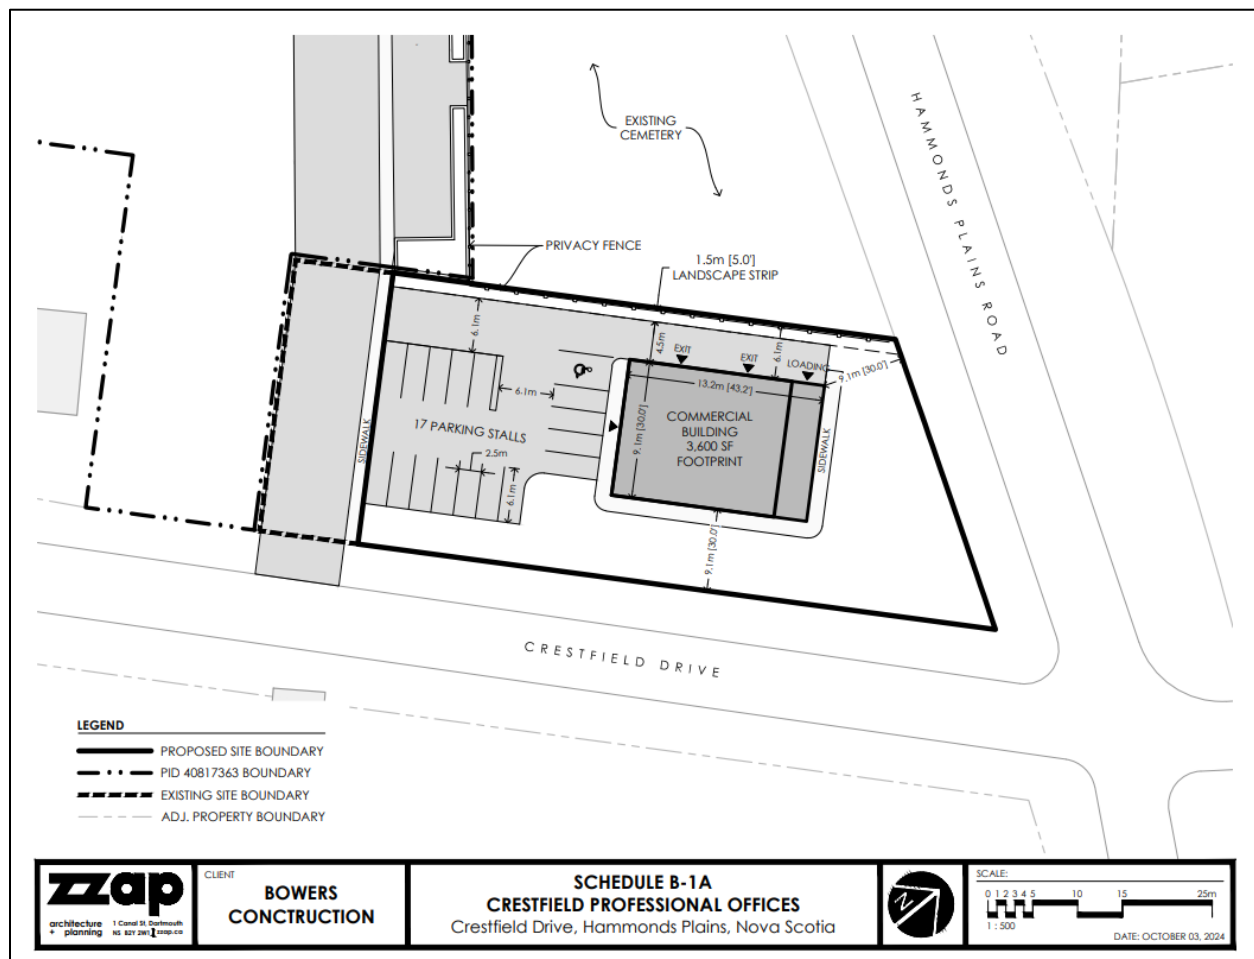 HAMMONDS PLAINS ROAD
EXISTING
CEMETERY
PRIVACY FENCE
1.5m [5.0']
LANDSCAPE STRIP
6.1m
4.5m
EXIT
EXIT
6.1m
LOADING
9.1m [30.0']
13.2m [43.2']
6.1m
COMMERCIAL
BUILDING
3,600 SF
FOOTPRINT
9.1m [30.0']
17 PARKING STALLS
SIDEWALK
SIDEWALK
2.5m
6.1m
9.1m [30.0']
CRESTFIELD DRIVE
LEGEND
PROPOSED SITE BOUNDARY
PID 40817363 BOUNDARY
EXISTING SITE BOUNDARY
ADJ. PROPERTY BOUNDARY
zzap
architecture
+ planning
1 Canal St, Dartmouth
NS B2Y 2W1 zzap.ca
CLIENT
BOWERS
CONCTRUCTION
SCHEDULE B-1A
CRESTFIELD PROFESSIONAL OFFICES
Crestfield Drive, Hammonds Plains, Nova Scotia
N
SCALE:
0 1 2 3 4 5 10 15 25m
1 : 500
DATE: OCTOBER 03, 2024